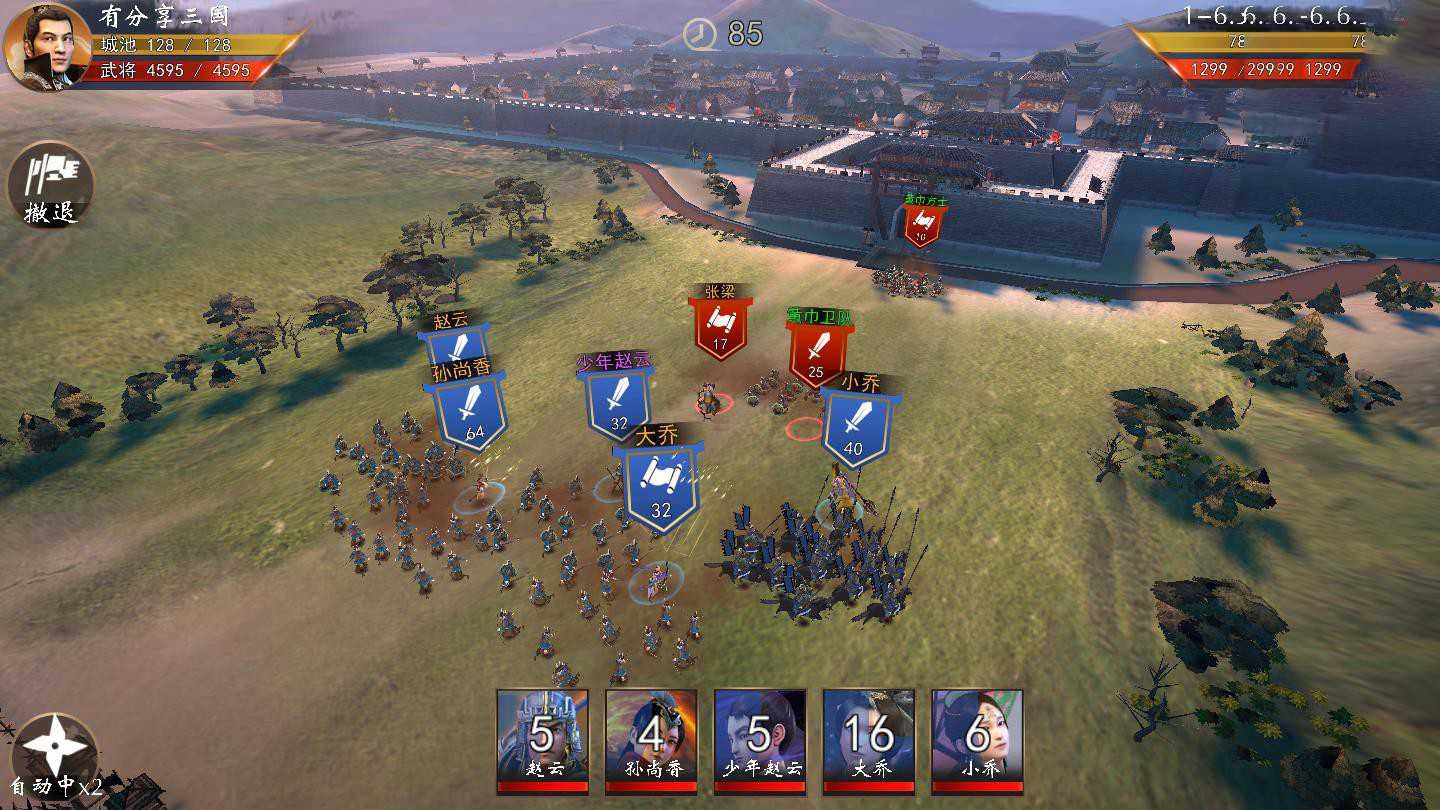 有分享三国
城池 128 / 128
武将 4595 / 4595
85
78
1299 /29999 1299
撤退
黄巾方士
16
张梁
17
黄巾卫队
25
赵云
孙尚香
64
少年赵云
32
大乔
32
小乔
40
5
赵云
4
孙尚香
5
少年赵云
16
大乔
6
小乔
自动中x2